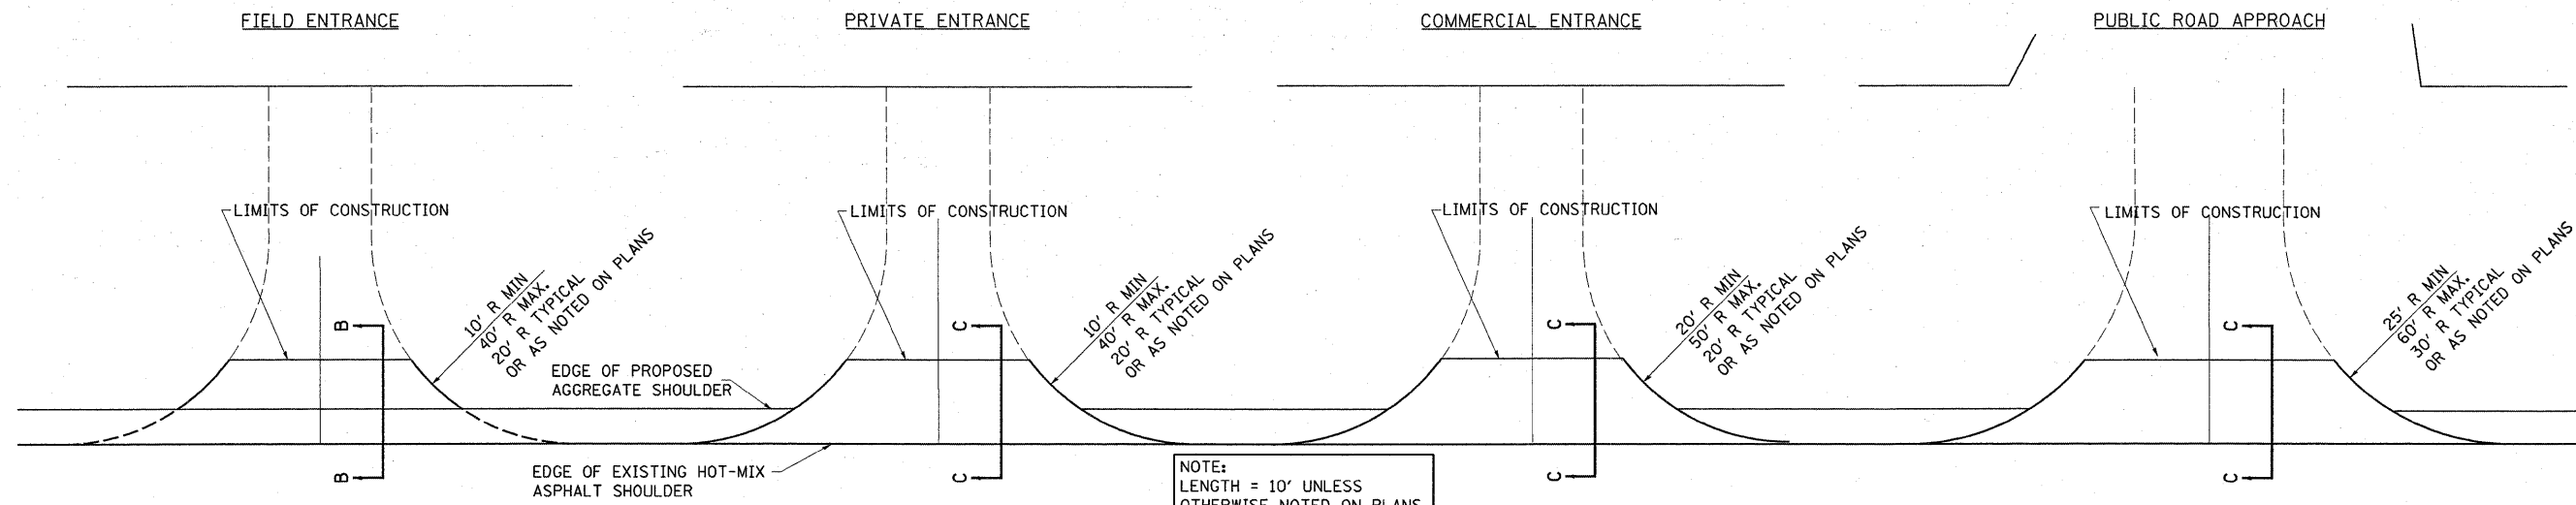 FIELD ENTRANCE
PRIVATE ENTRANCE
COMMERCIAL ENTRANCE
PUBLIC ROAD APPROACH
LIMITS OF CONSTRUCTION
LIMITS OF CONSTRUCTION
LIMITS OF CONSTRUCTION
LIMITS OF CONSTRUCTION
10' R MIN
40' R MAX.
20' R TYPICAL
OR AS NOTED ON PLANS
10' R MIN
40' R MAX.
20' R TYPICAL
OR AS NOTED ON PLANS
20' R MIN
50' R MAX.
20' R TYPICAL
OR AS NOTED ON PLANS
25' R MIN
60' R MAX.
30' R TYPICAL
OR AS NOTED ON PLANS
B
C
C
C
EDGE OF PROPOSED
AGGREGATE SHOULDER
B
C
C
C
EDGE OF EXISTING HOT-MIX
ASPHALT SHOULDER
NOTE:
LENGTH = 10' UNLESS
OTHERWISE NOTED ON PLANS